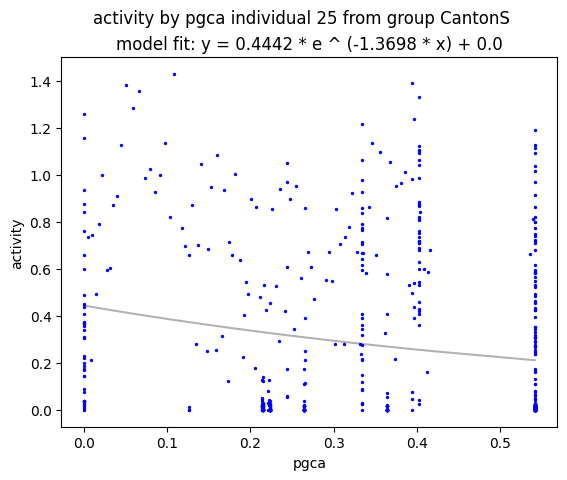 activity by pgca individual 25 from group CantonS
model fit: y = 0.4442 * e ^ (-1.3698 * x) + 0.0
1.4
1.2
1.0
0.8
0.6
0.4
0.2
0.0
activity
0.0 0.1 0.2 0.3 0.4 0.5
pgca